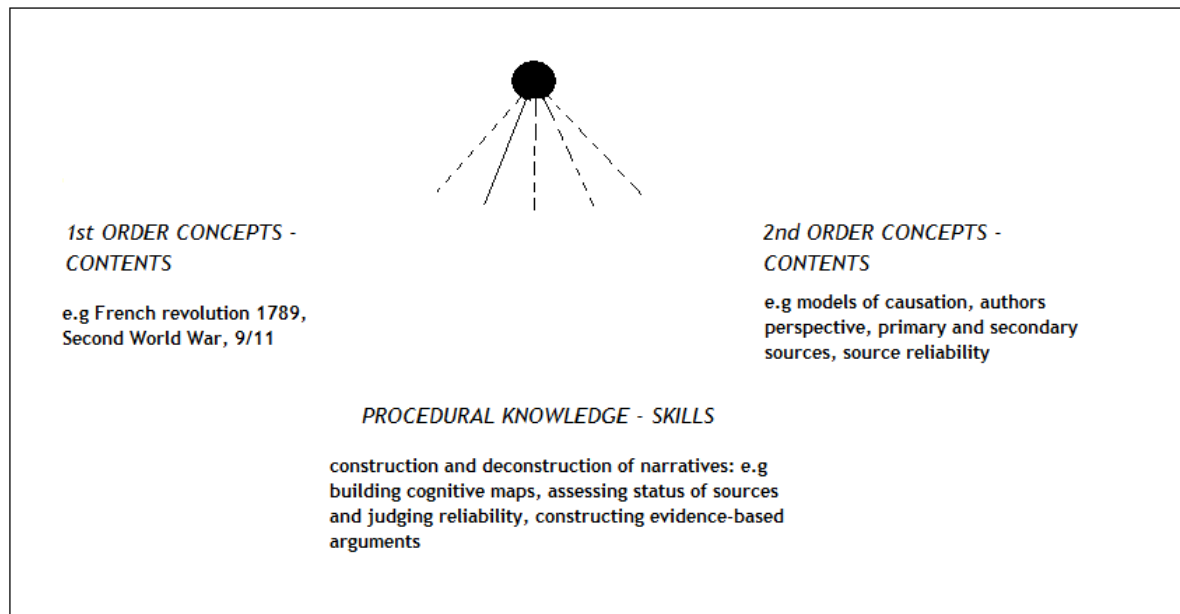 1st ORDER CONCEPTS -
CONTENTS
e.g French revolution 1789,
Second World War, 9/11
2nd ORDER CONCEPTS -
CONTENTS
e.g models of causation, authors
perspective, primary and secondary
sources, source reliability
PROCEDURAL KNOWLEDGE - SKILLS
construction and deconstruction of narratives: e.g
building cognitive maps, assessing status of sources
and judging reliability, constructing evidence-based
arguments